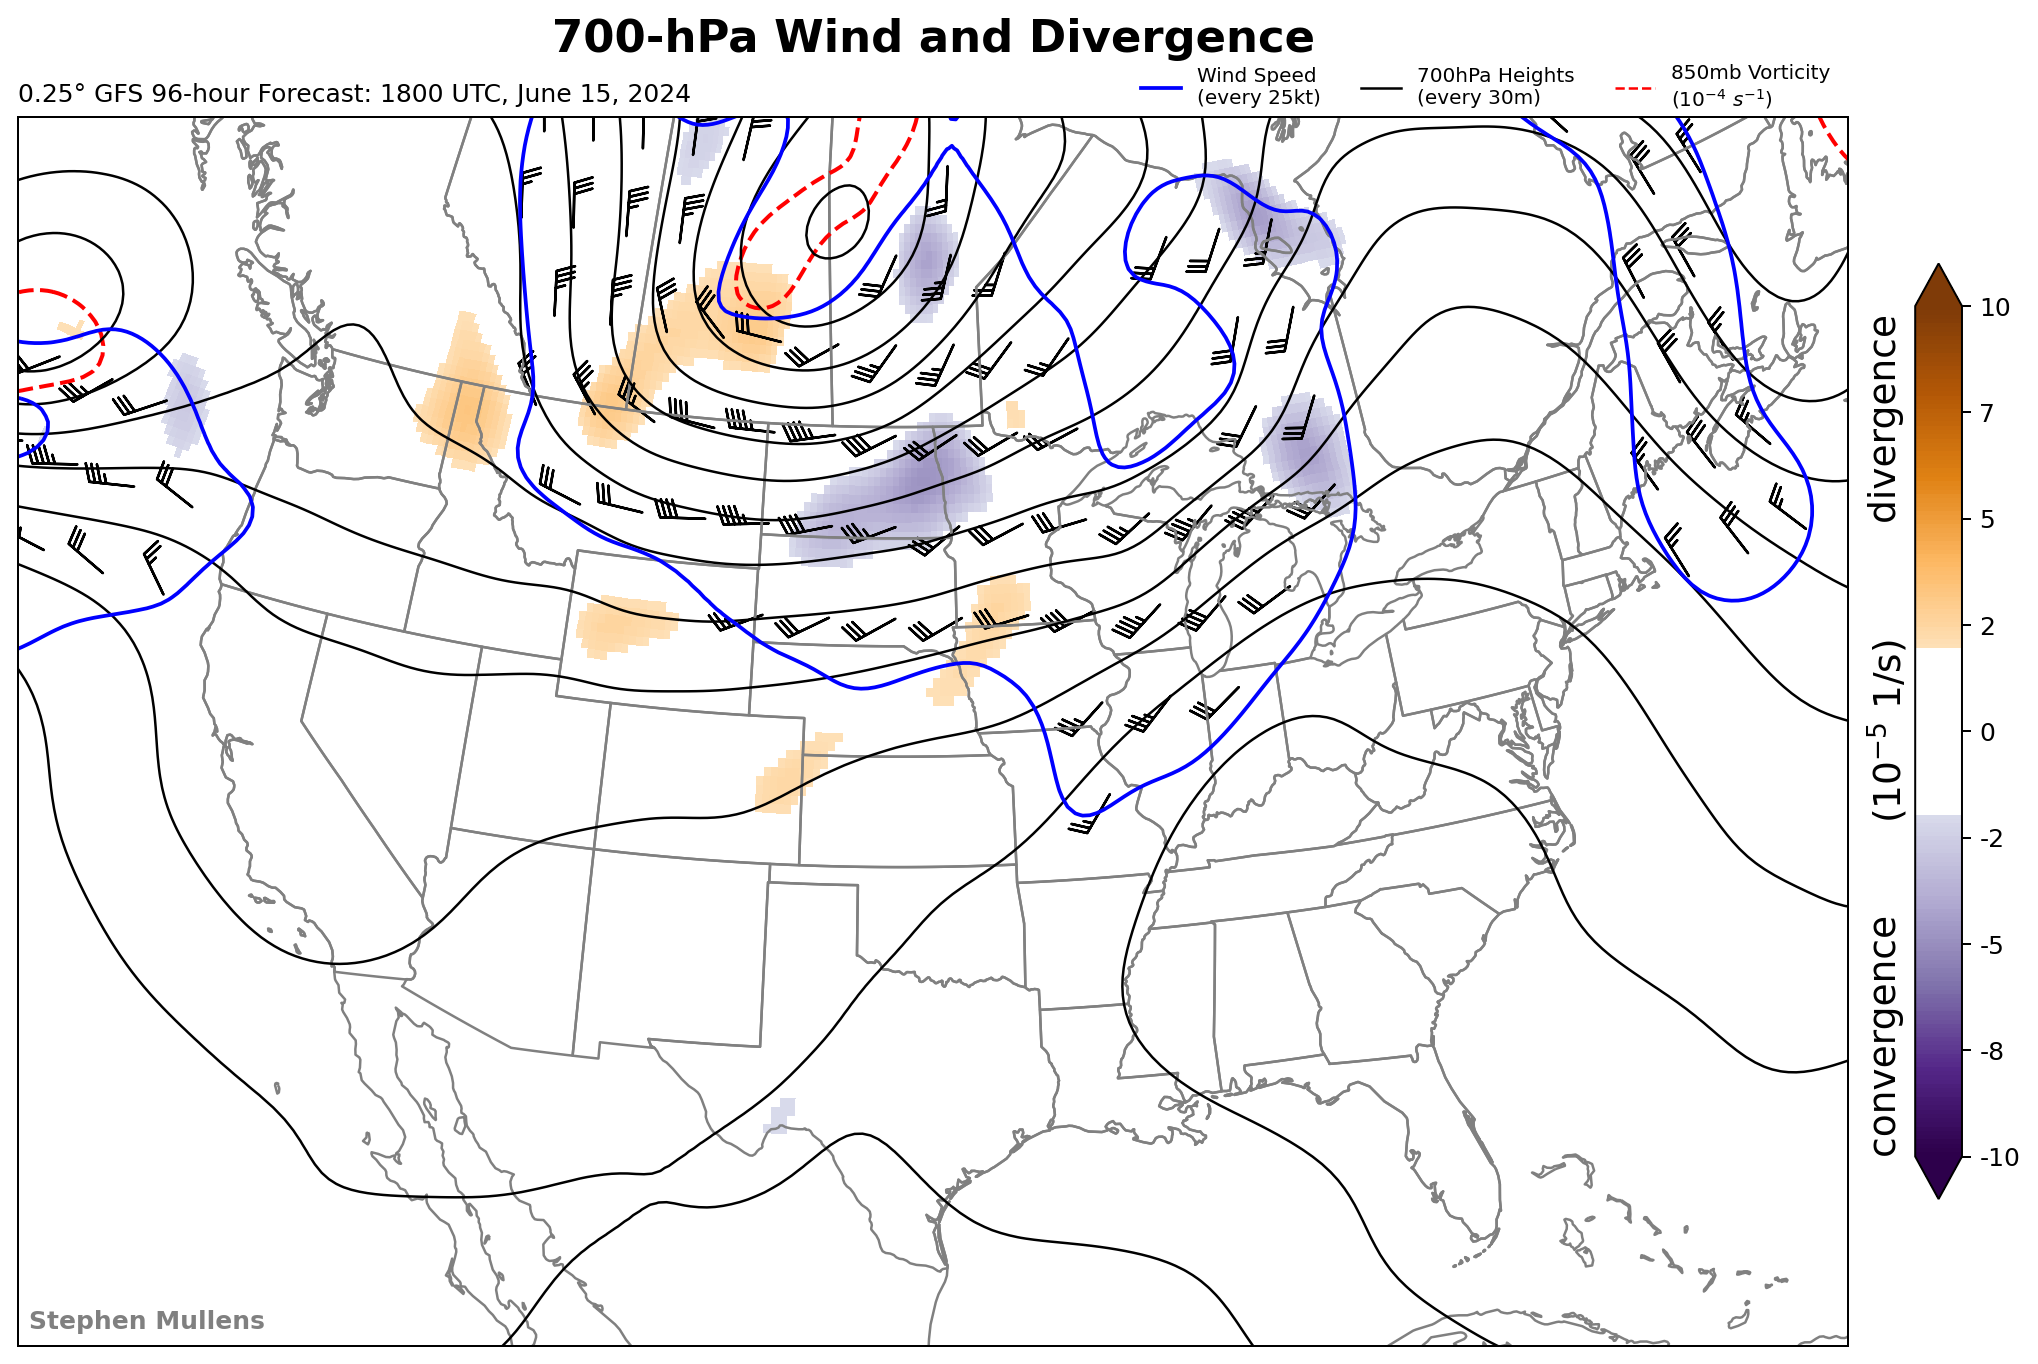 700-hPa Wind and Divergence
0.25° GFS 96-hour Forecast: 1800 UTC, June 15, 2024
Wind Speed
(every 25kt)
700hPa Heights
(every 30m)
850mb Vorticity
(10⁻⁴ s⁻¹)
10
7
5
2
0
-2
-5
-8
-10
convergence (10⁻⁵ 1/s) divergence
Stephen Mullens